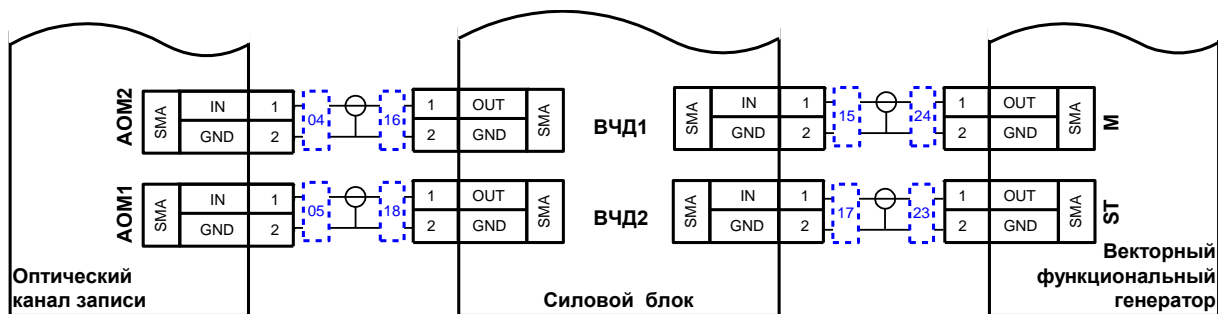 АОМ2
SMA
IN
1
GND
2
04
16
1
OUT
2
GND
SMA
ВЧД1
SMA
IN
1
GND
2
15
24
1
OUT
2
GND
SMA
M
АОМ1
SMA
IN
1
GND
2
05
18
1
OUT
2
GND
SMA
ВЧД2
SMA
IN
1
GND
2
17
23
1
OUT
2
GND
SMA
ST
Оптический
канал записи
Силовой блок
Векторный
функциональный
генератор